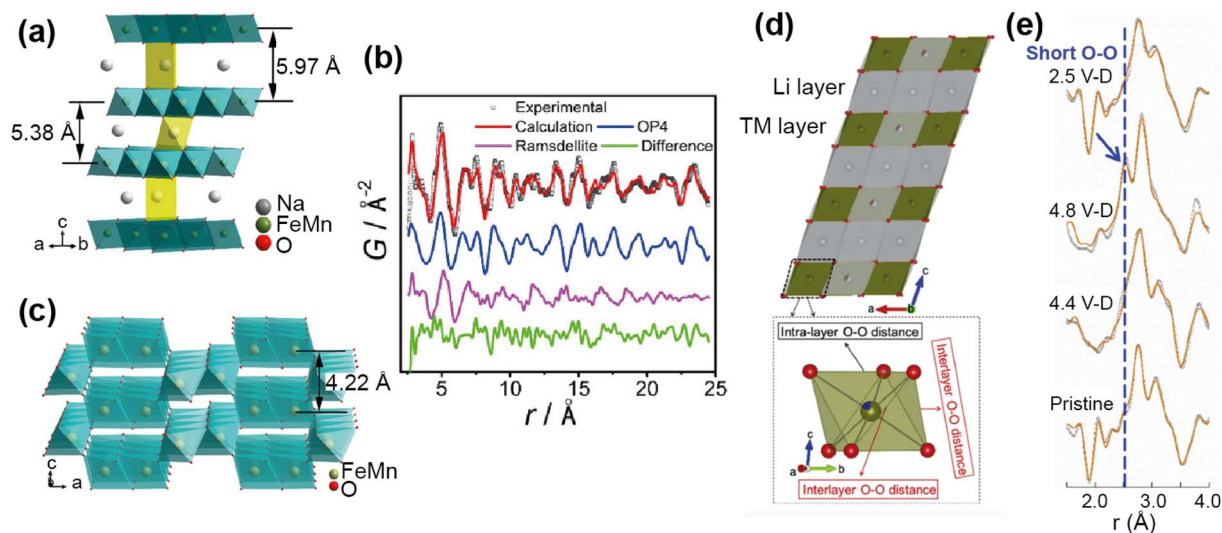 (a)
5.97 Å
5.38 Å
Na
FeMn
O
c
a
b
(b)
Experimental
Calculation
OP4
Ramsdellite
Difference
G / Å⁻²
5 10 15 20 25
r / Å
(c)
4.22 Å
FeMn
O
c
b
a
(d)
Li layer
TM layer
c
a
b
Intra-layer O-O distance
Interlayer O-O distance
Interlayer O-O distance
c
a
b
(e)
Short O-O
2.5 V-D
4.8 V-D
4.4 V-D
Pristine
2.0 3.0 4.0
r (Å)